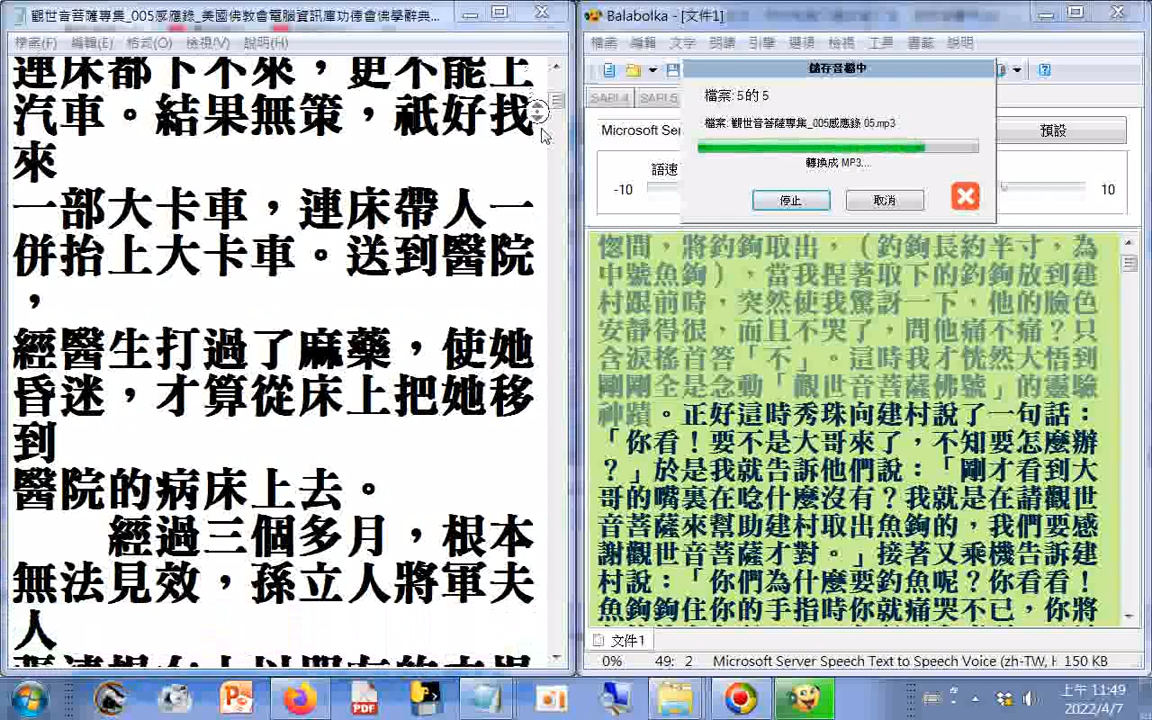 觀世音菩薩專集_005感應錄_美國佛教會電腦資訊庫功德會佛學辭典...
檔案(F) 編輯(E) 格式(O) 檢視(V) 說明(H)
連床都下不來，更不能上
汽車。結果無策，祇好找
來
一部大卡車，連床帶人一
併抬上大卡車。送到醫院
，
經醫生打過了麻藥，使她
昏迷，才算從床上把她移
到
醫院的病床上去。
經過三個多月，根本
無法見效，孫立人將軍夫
人
Balabolka - [文件1]
檔案 編輯 文字 朗讀 引擎 選項 檢視 工具 書籤 說明
SAPI 4 SAPI 5
Microsoft Se
預設
語速
-10
10
儲存音檔中
檔案: 5的 5
檔案: 觀世音菩薩專集_005感應錄 05.mp3
轉換成 MP3...
停止 取消
惚間，將釣鉤取出，（釣鉤長約半寸，為
中號魚鉤），當我捏著取下的釣鉤放到建
村跟前時，突然使我驚訝一下，他的臉色
安靜得很，而且不哭了，問他痛不痛？只
含淚搖首答「不」。這時我才恍然大悟到
剛剛全是念動「觀世音菩薩佛號」的靈驗
神蹟。正好這時秀珠向建村說了一句話：
「你看！要不是大哥來了，不知要怎麼辦
？」於是我就告訴他們說：「剛才看到大
哥的嘴裏在唸什麼沒有？我就是在請觀世
音菩薩來幫助建村取出魚鉤的，我們要感
謝觀世音菩薩才對。」接著又乘機告訴建
村說：「你們為什麼要釣魚呢？你看看！
魚鉤鉤住你的手指時你就痛哭不已，你將
文件1
0% 49: 2 Microsoft Server Speech Text to Speech Voice (zh-TW, H 150 KB
上午 11:49
2022/4/7